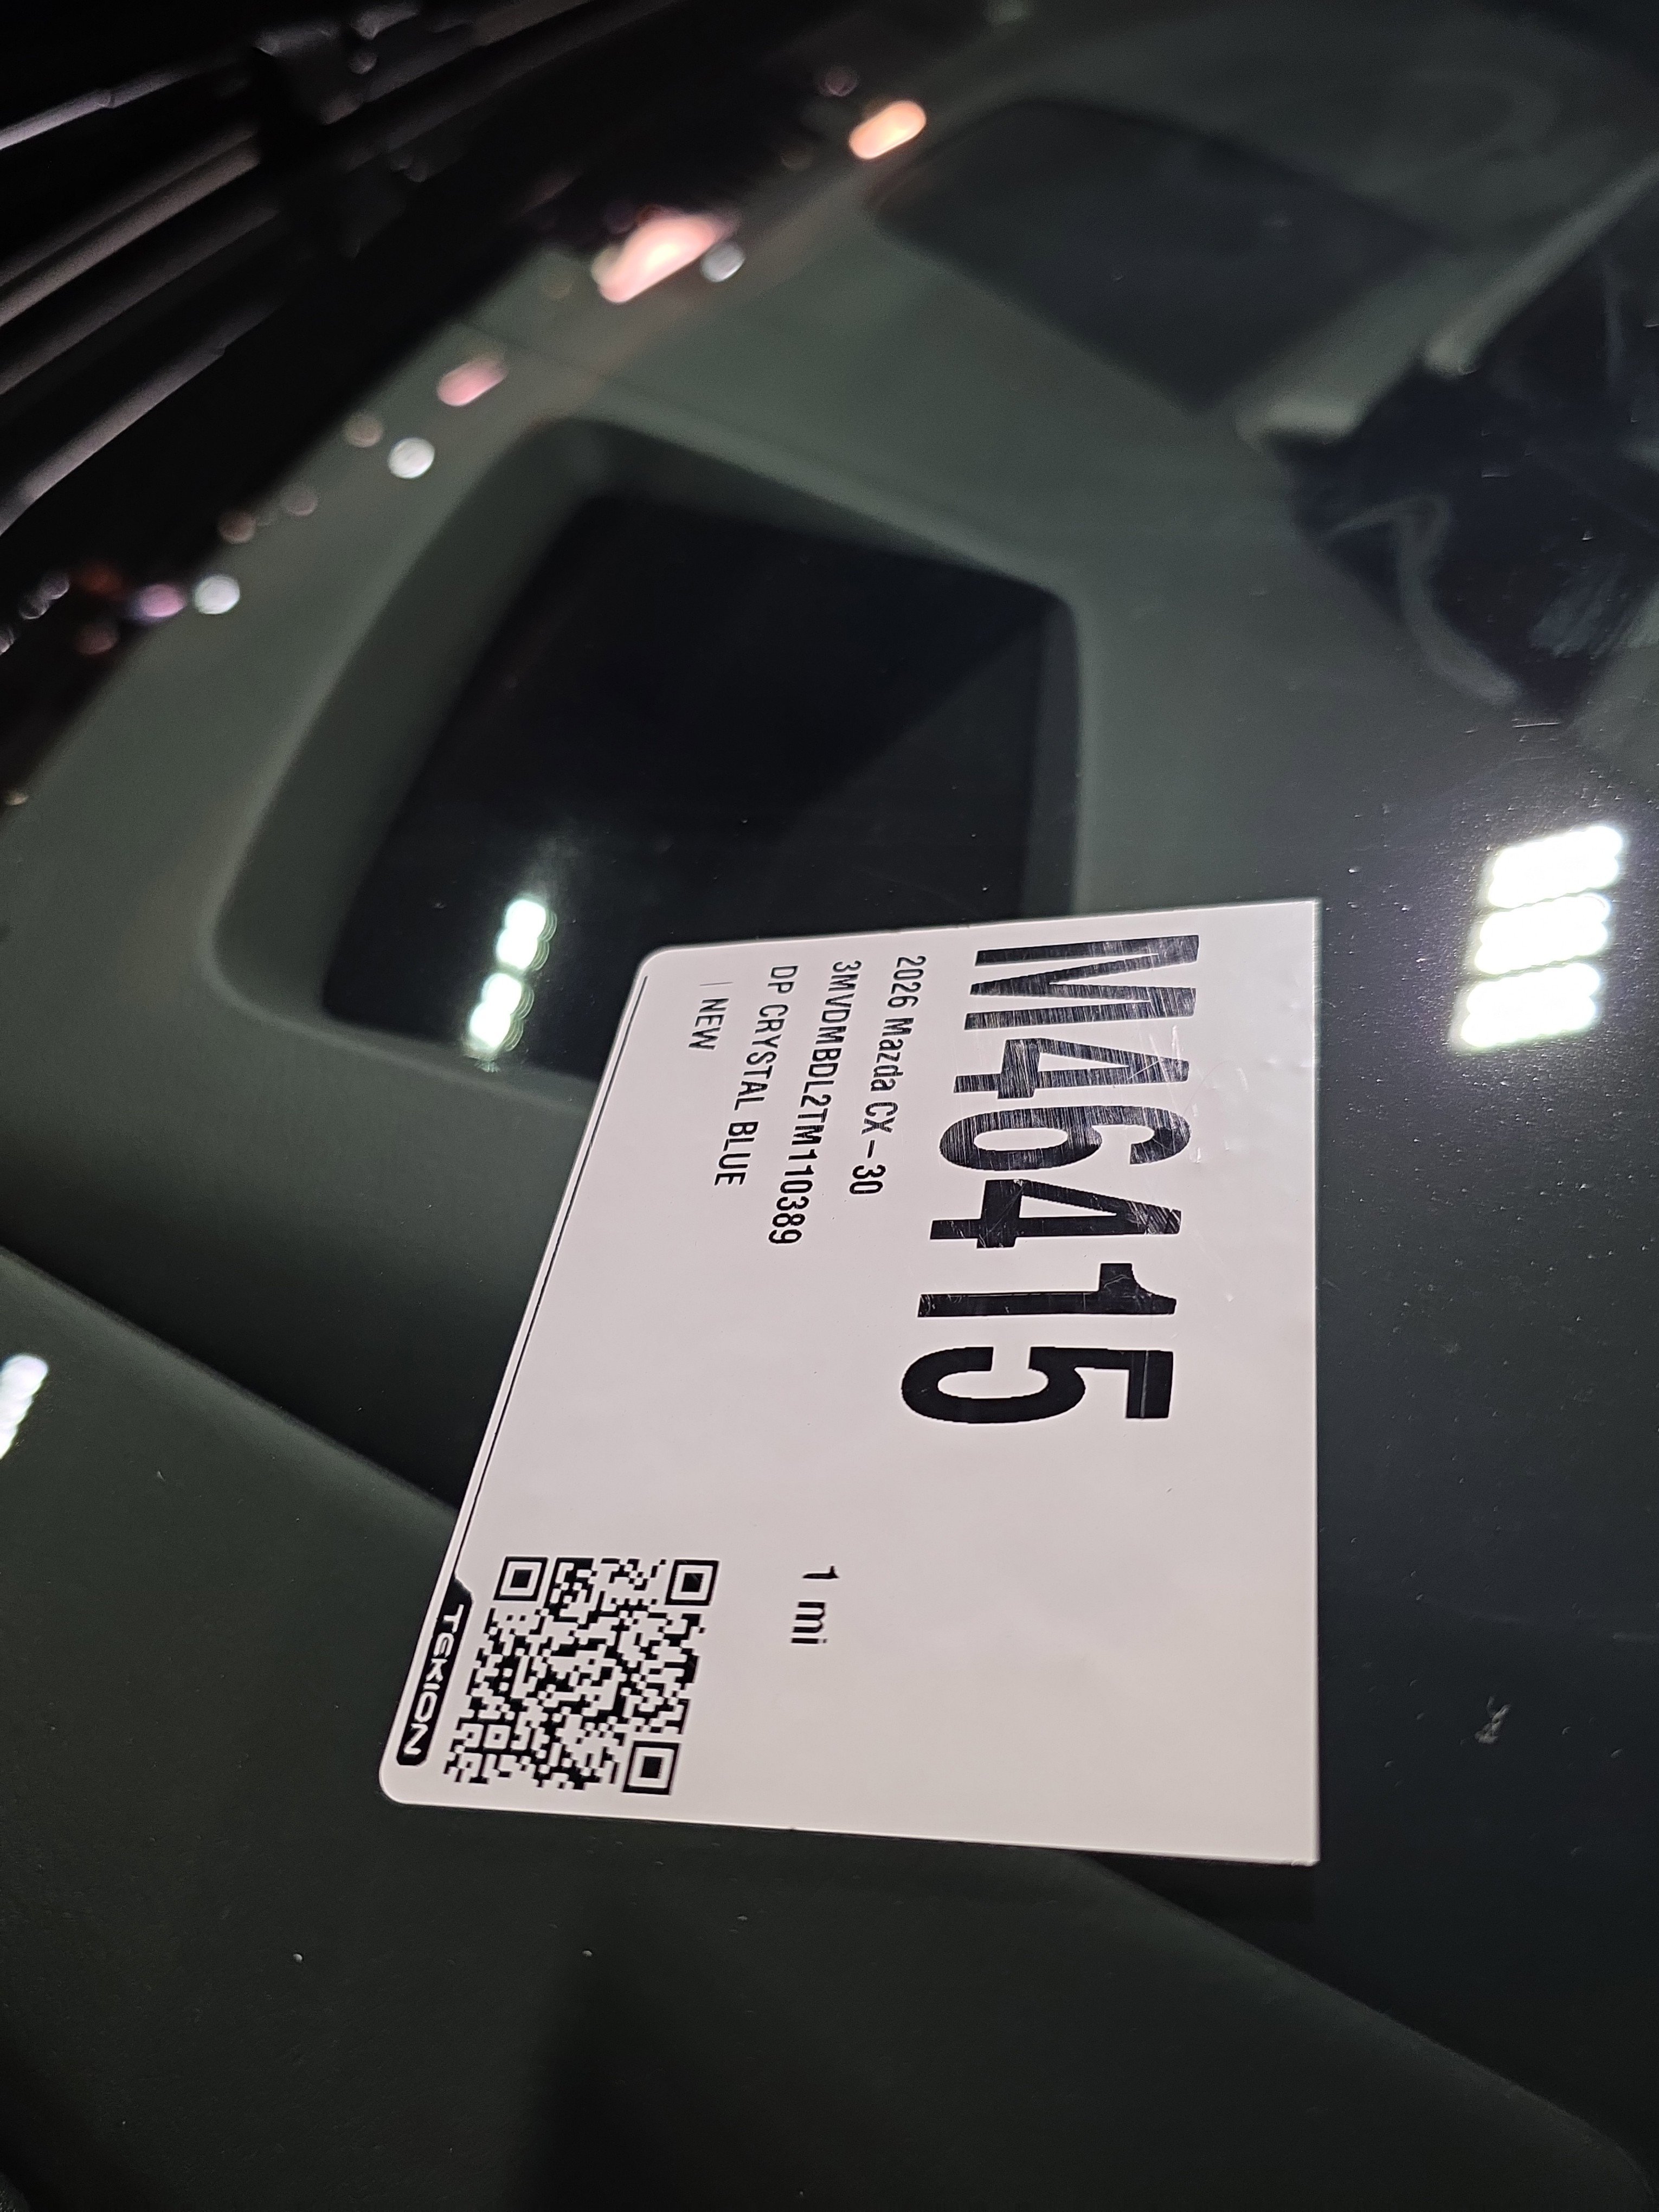 M46415
2026 Mazda CX-30
3MVDMBDL2TM110389
DP CRYSTAL BLUE
| NEW
1 mi
TEKION